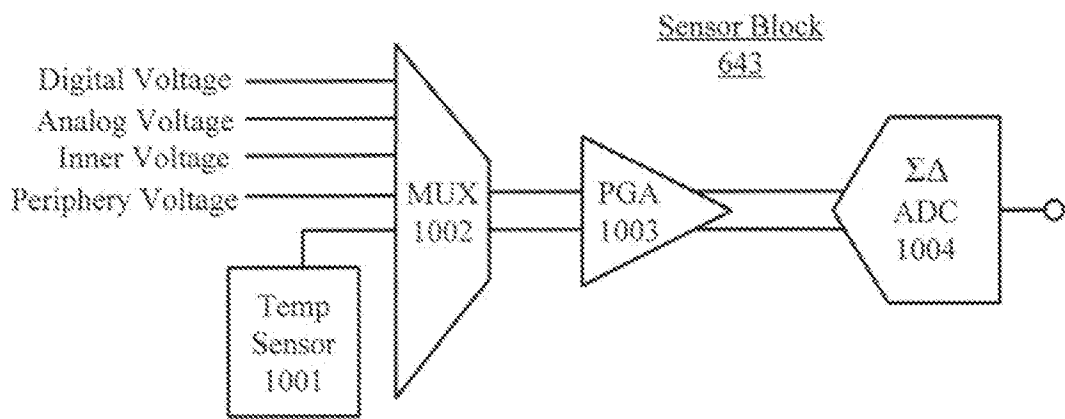 Sensor Block
643
Digital Voltage
Analog Voltage
Inner Voltage
Periphery Voltage
MUX
1002
PGA
1003
ΣΔ
ADC
1004
Temp
Sensor
1001